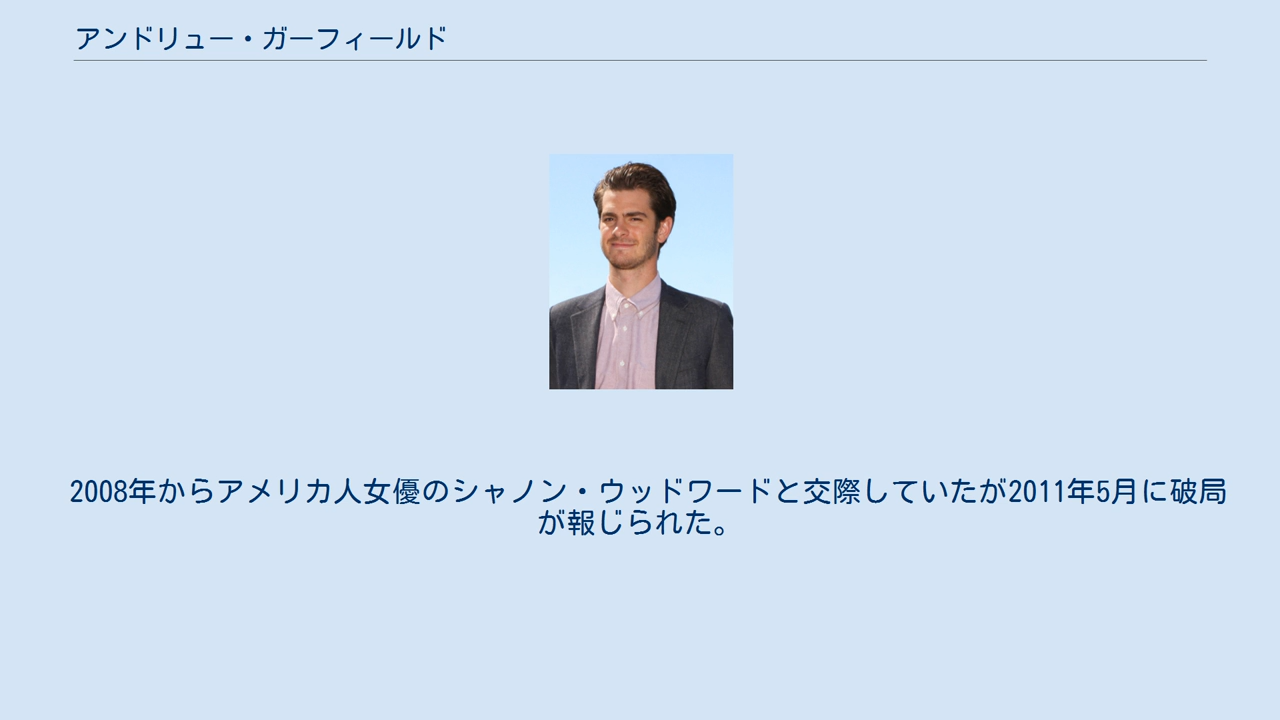 アンドリュー・ガーフィールド
2008年からアメリカ人女優のシャノン・ウッドワードと交際していたが2011年5月に破局
が報じられた。